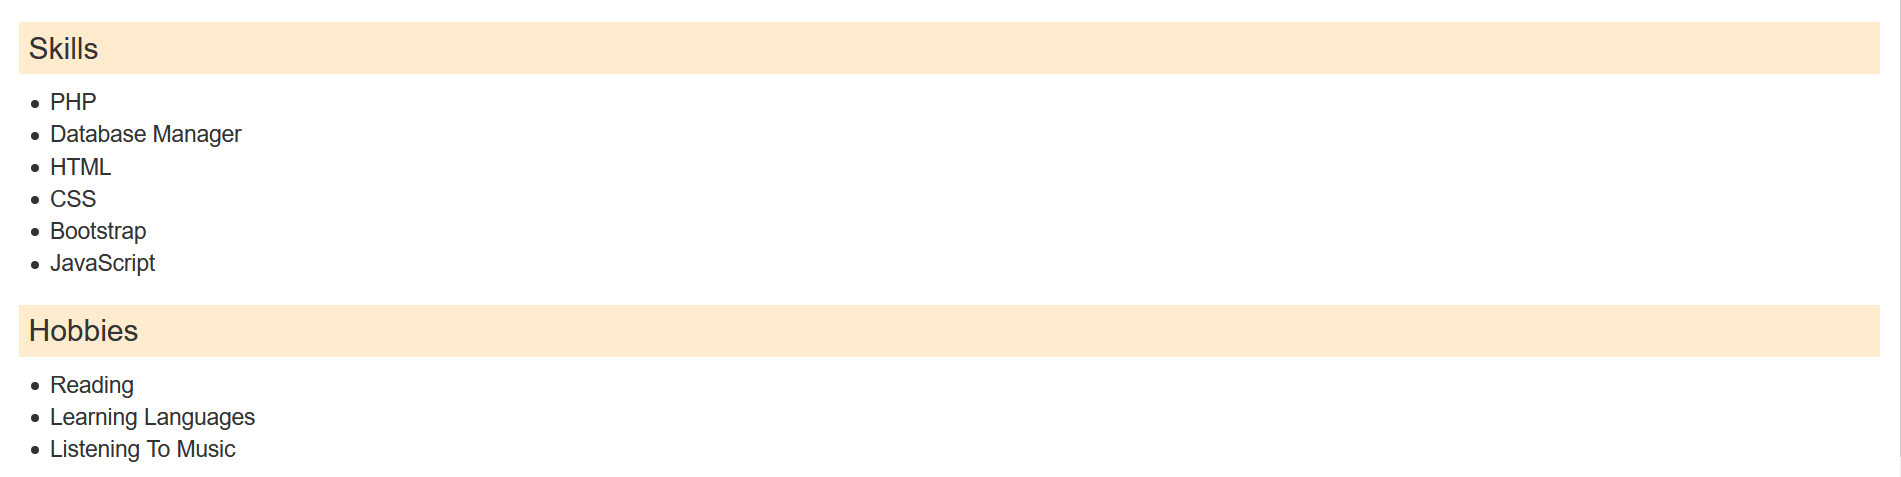 Skills
PHP
Database Manager
HTML
CSS
Bootstrap
JavaScript
Hobbies
Reading
Learning Languages
Listening To Music